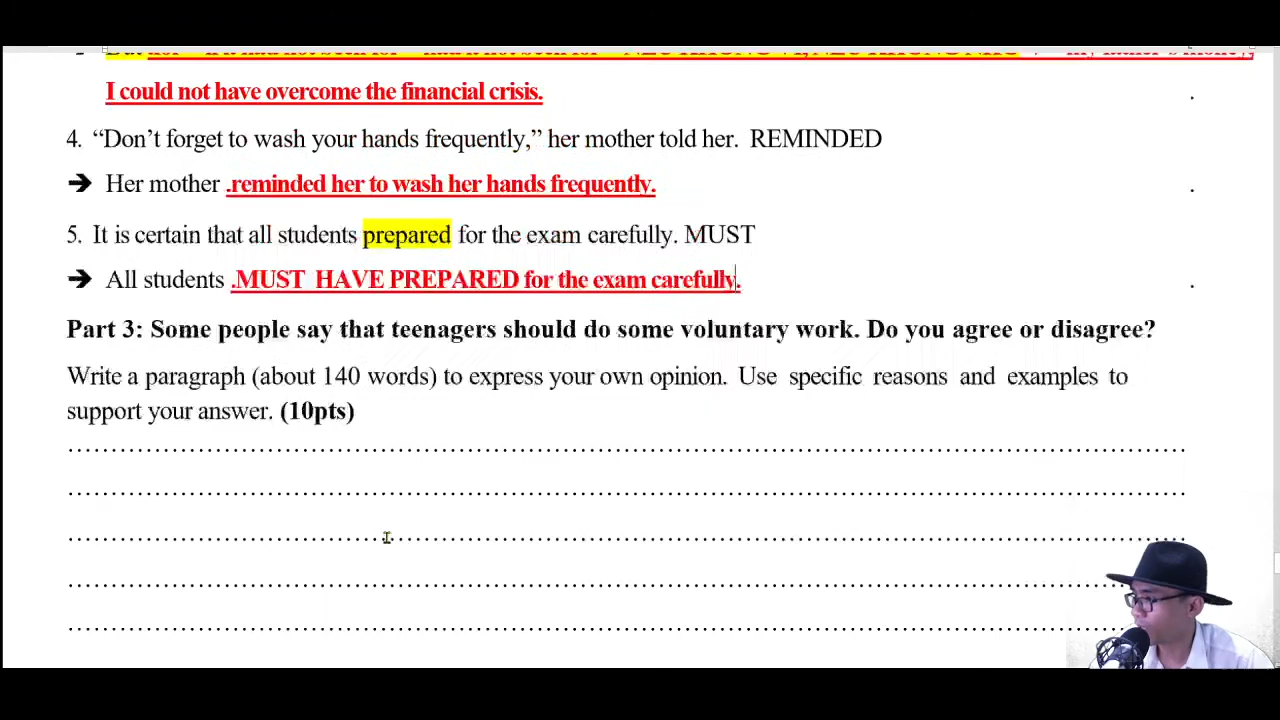 I could not have overcome the financial crisis. .
4. “Don’t forget to wash your hands frequently,” her mother told her. REMINDED
➔ Her mother .reminded her to wash her hands frequently. .
5. It is certain that all students prepared for the exam carefully. MUST
➔ All students .MUST HAVE PREPARED for the exam carefully. .
Part 3: Some people say that teenagers should do some voluntary work. Do you agree or disagree?
Write a paragraph (about 140 words) to express your own opinion. Use specific reasons and examples to
support your answer. (10pts)